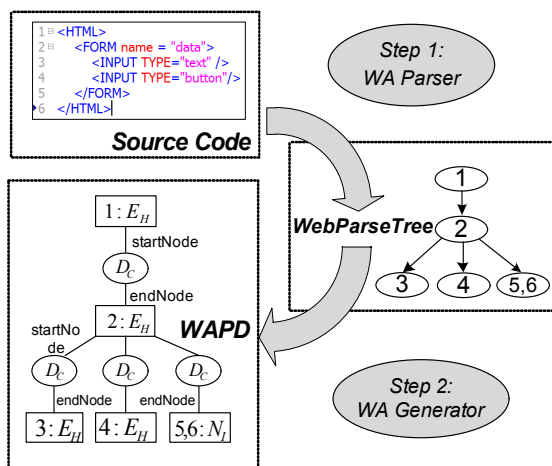 1 <HTML>
2 <FORM name = "data">
3 <INPUT TYPE="text" />
4 <INPUT TYPE="button"/>
5 </FORM>
6 </HTML>
Source Code
Step 1:
WA Parser
WebParseTree
1
2
3 4 5,6
Step 2:
WA Generator
WAPD
1 : E_H
startNode
D_C
endNode
2 : E_H
startNo
de
D_C D_C D_C
endNode endNode
3 : E_H 4 : E_H 5,6 : N_I